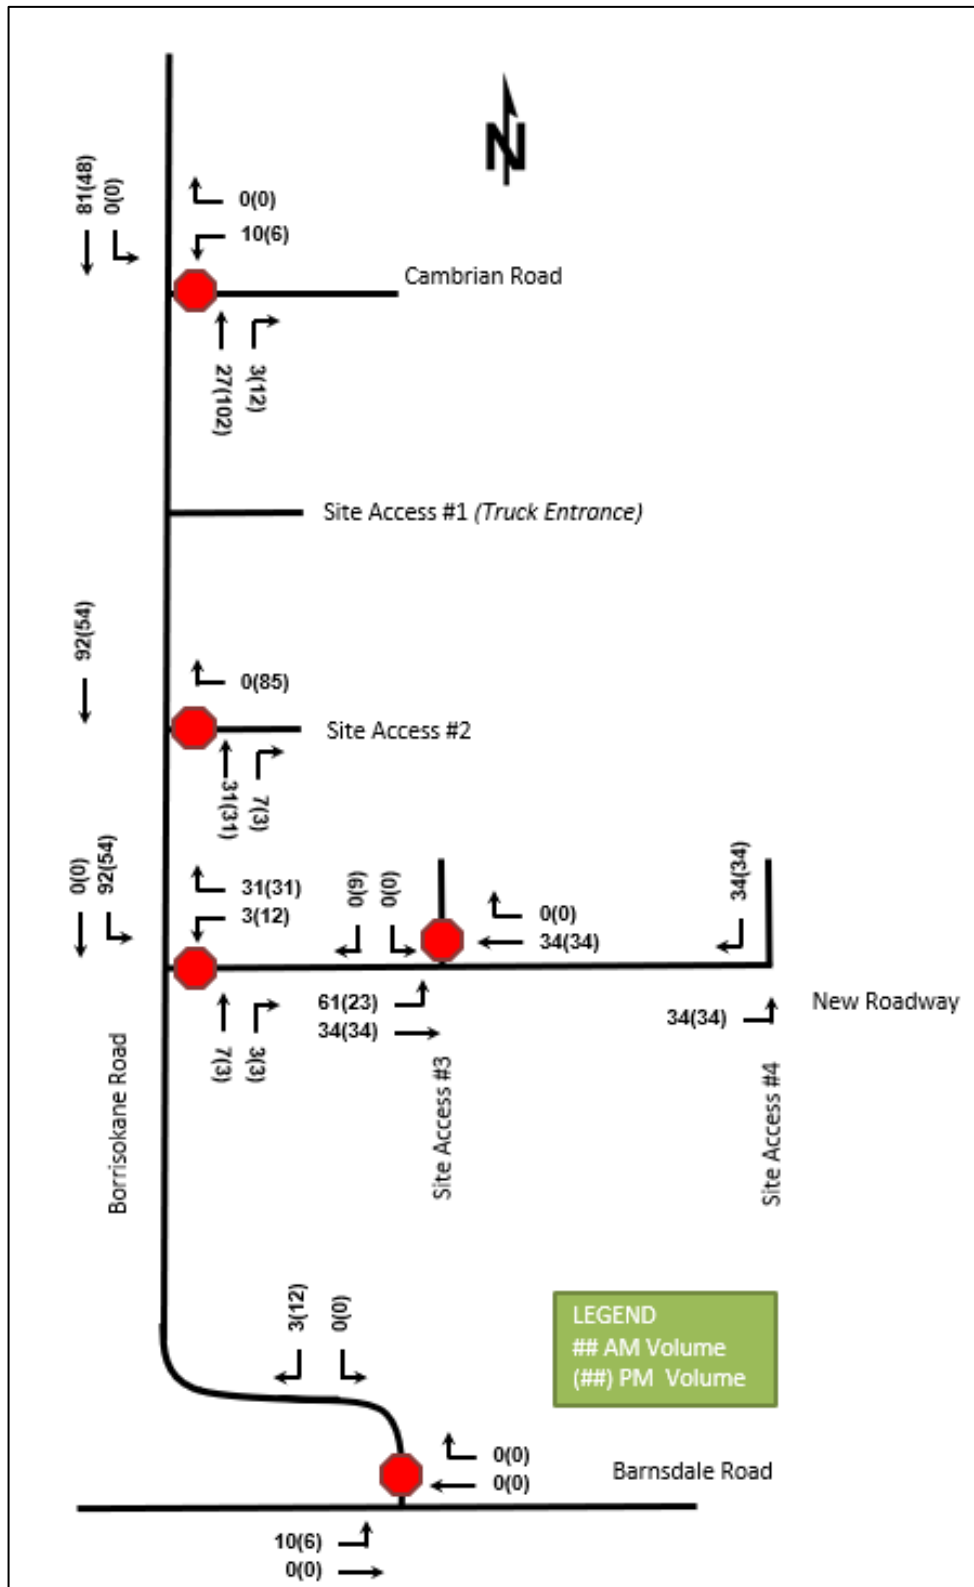 N
81(48)
0(0)
0(0)
10(6)
Cambrian Road
27(102)
3(12)
Site Access #1 (Truck Entrance)
92(54)
0(85)
Site Access #2
31(31)
7(3)
0(0)
92(54)
31(31)
3(12)
0(9)
0(0)
0(0)
34(34)
34(34)
61(23)
34(34)
34(34)
New Roadway
7(3)
3(3)
Borrisokane Road
Site Access #3
Site Access #4
3(12)
0(0)
LEGEND
## AM Volume
(##) PM Volume
0(0)
0(0)
Barnsdale Road
10(6)
0(0)